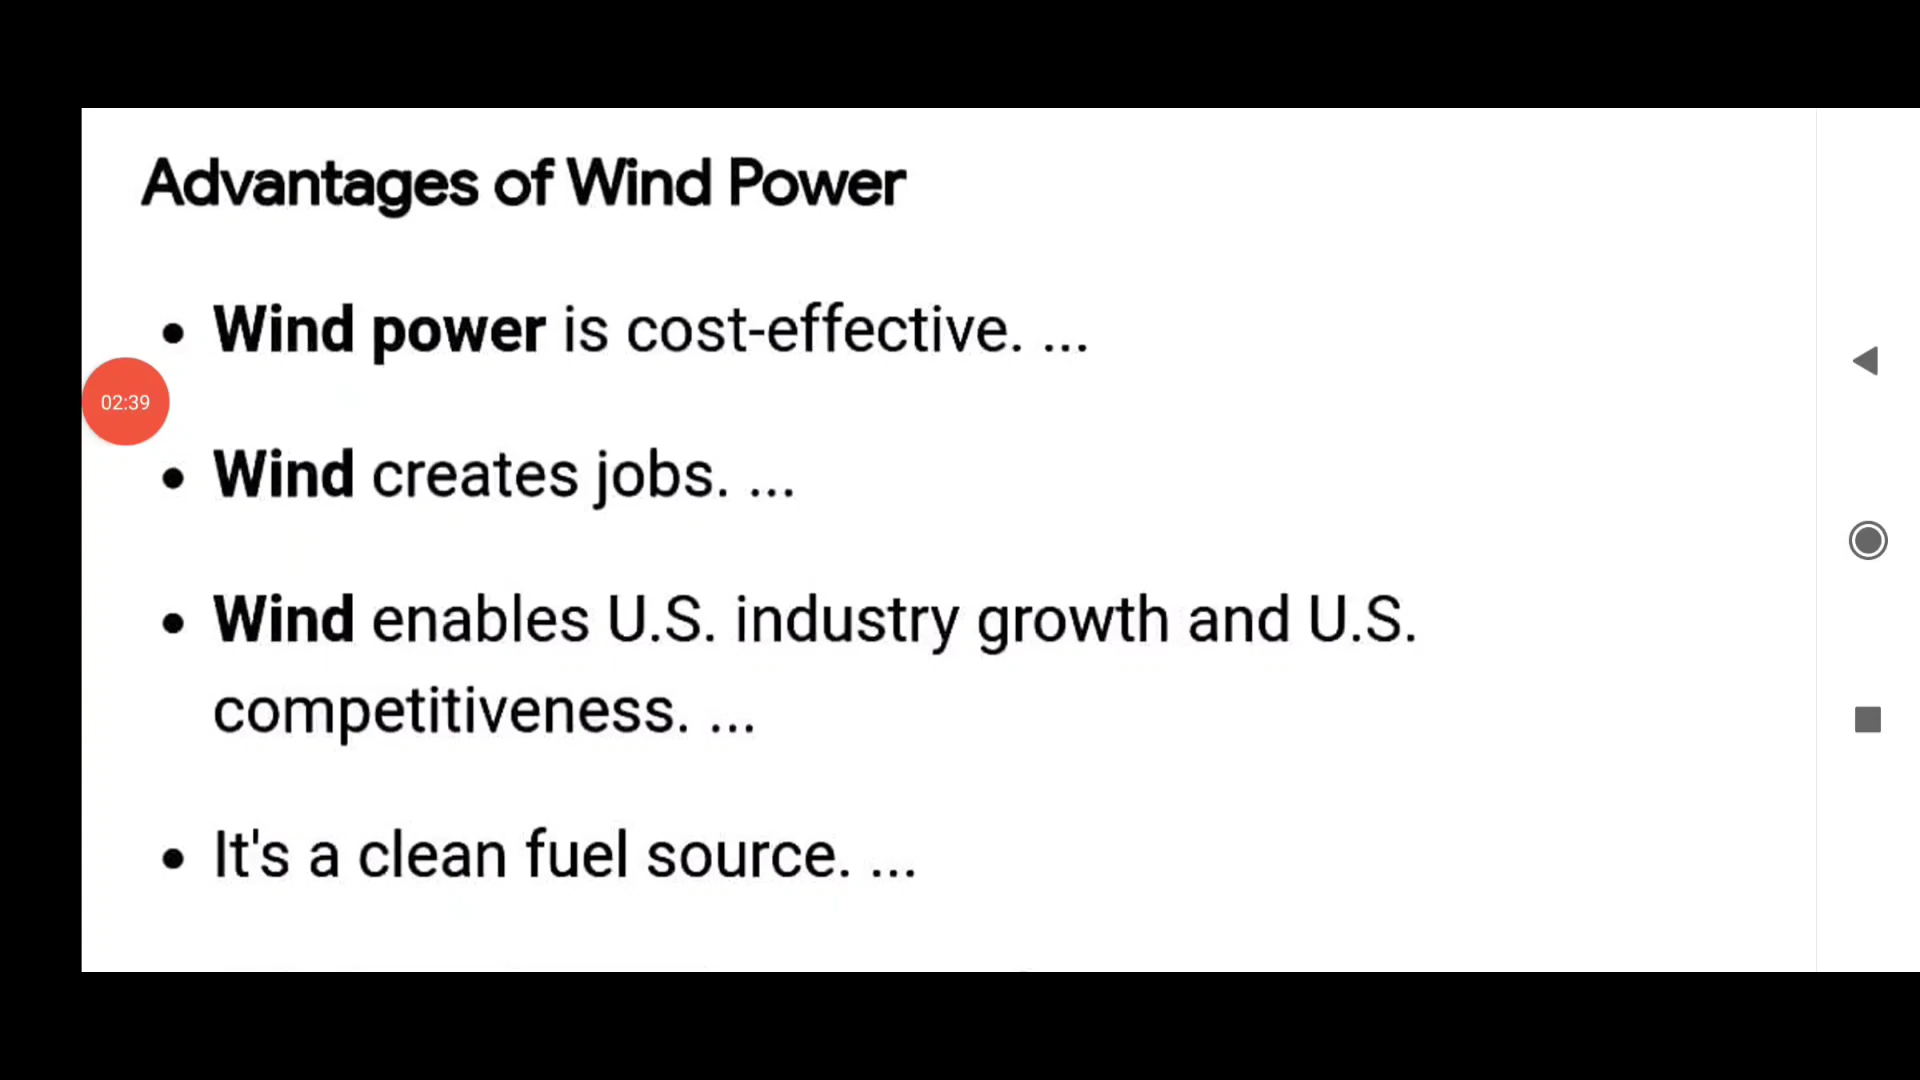 Advantages of Wind Power
• Wind power is cost-effective. ...
02:39
• Wind creates jobs. ...
• Wind enables U.S. industry growth and U.S.
competitiveness. ...
• It's a clean fuel source. ...